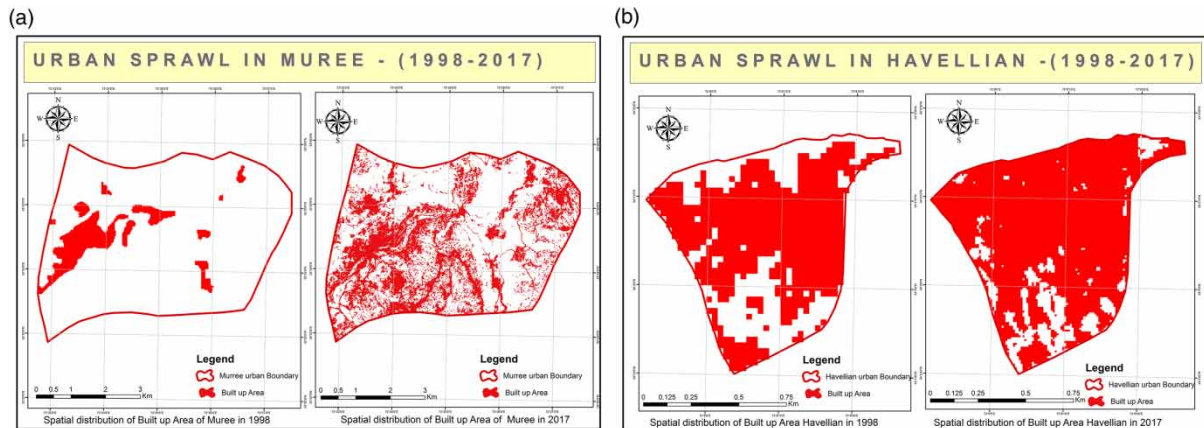 (a)
URBAN SPRAWL IN MUREE - (1998-2017)
N
W E
S
N
W E
S
Legend
Murree urban Boundary
Built up Area
0 0.5 1 2 3
Km
Legend
Murree urban Boundary
Built up Area
0 0.5 1 2 3
Km
Spatial distribution of Built up Area of Muree in 1998
Spatial distribution of Built up Area of Muree in 2017
(b)
URBAN SPRAWL IN HAVELLIAN -(1998-2017)
N
W E
S
N
W E
S
Legend
Havellian urban Boundary
Built up Area
0 0.125 0.25 0.5 0.75
Km
Legend
Havellian urban Boundary
Built up Area
0 0.125 0.25 0.5 0.75
Km
Spatial distribution of Built up Area Havellian in 1998
Spatial distribution of Built up Area Havellian in 2017